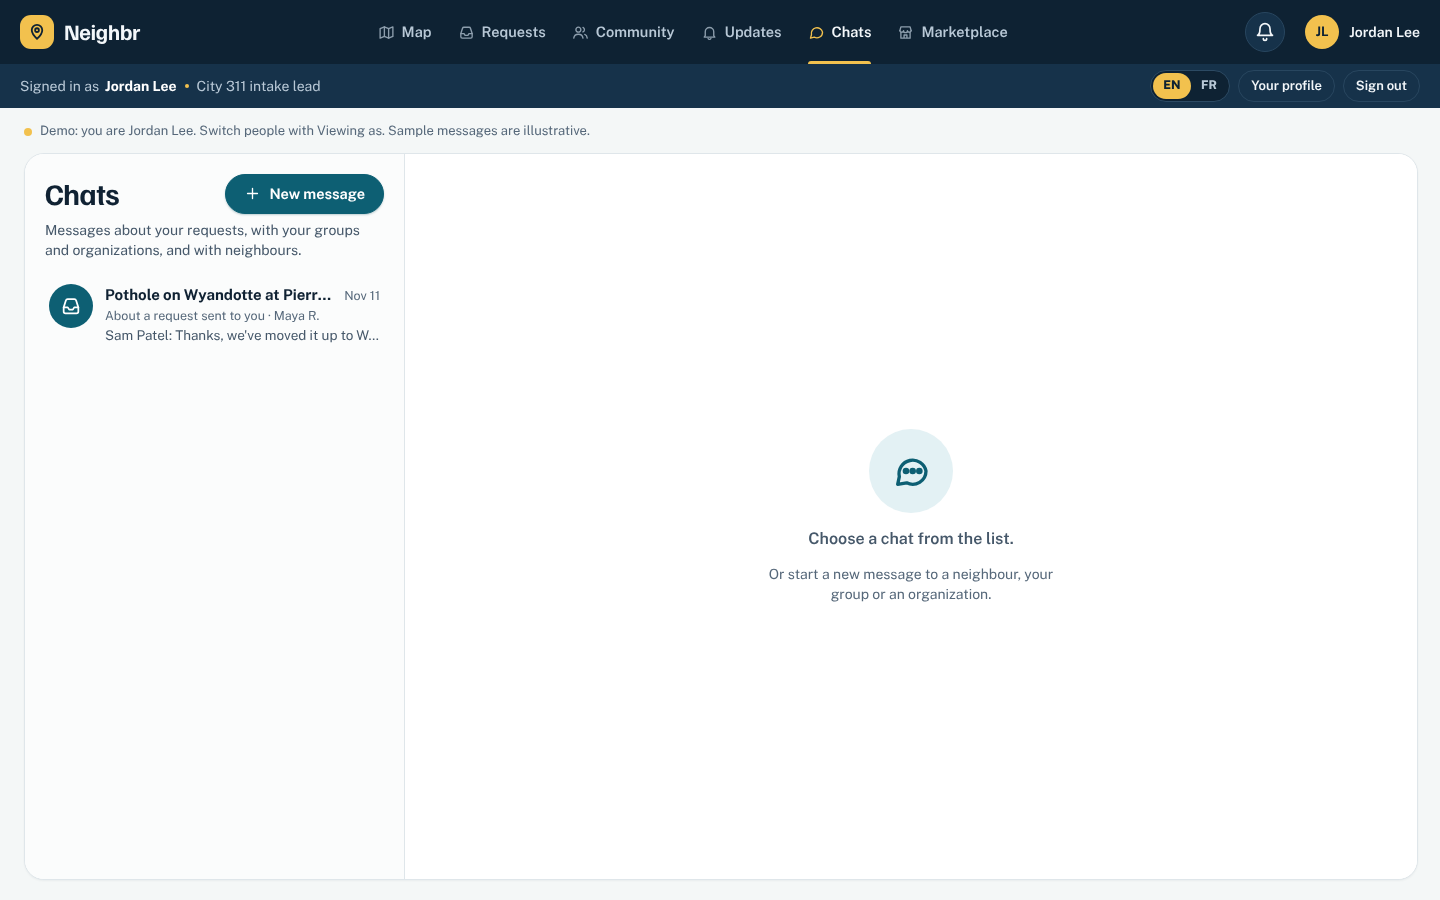 Neighbr
Map
Requests
Community
Updates
Chats
Marketplace
JL
Jordan Lee
Signed in as Jordan Lee • City 311 intake lead
EN
FR
Your profile
Sign out
Demo: you are Jordan Lee. Switch people with Viewing as. Sample messages are illustrative.
Chats
New message
Messages about your requests, with your groups
and organizations, and with neighbours.
Pothole on Wyandotte at Pierr...
Nov 11
About a request sent to you · Maya R.
Sam Patel: Thanks, we've moved it up to W...
Choose a chat from the list.
Or start a new message to a neighbour, your
group or an organization.